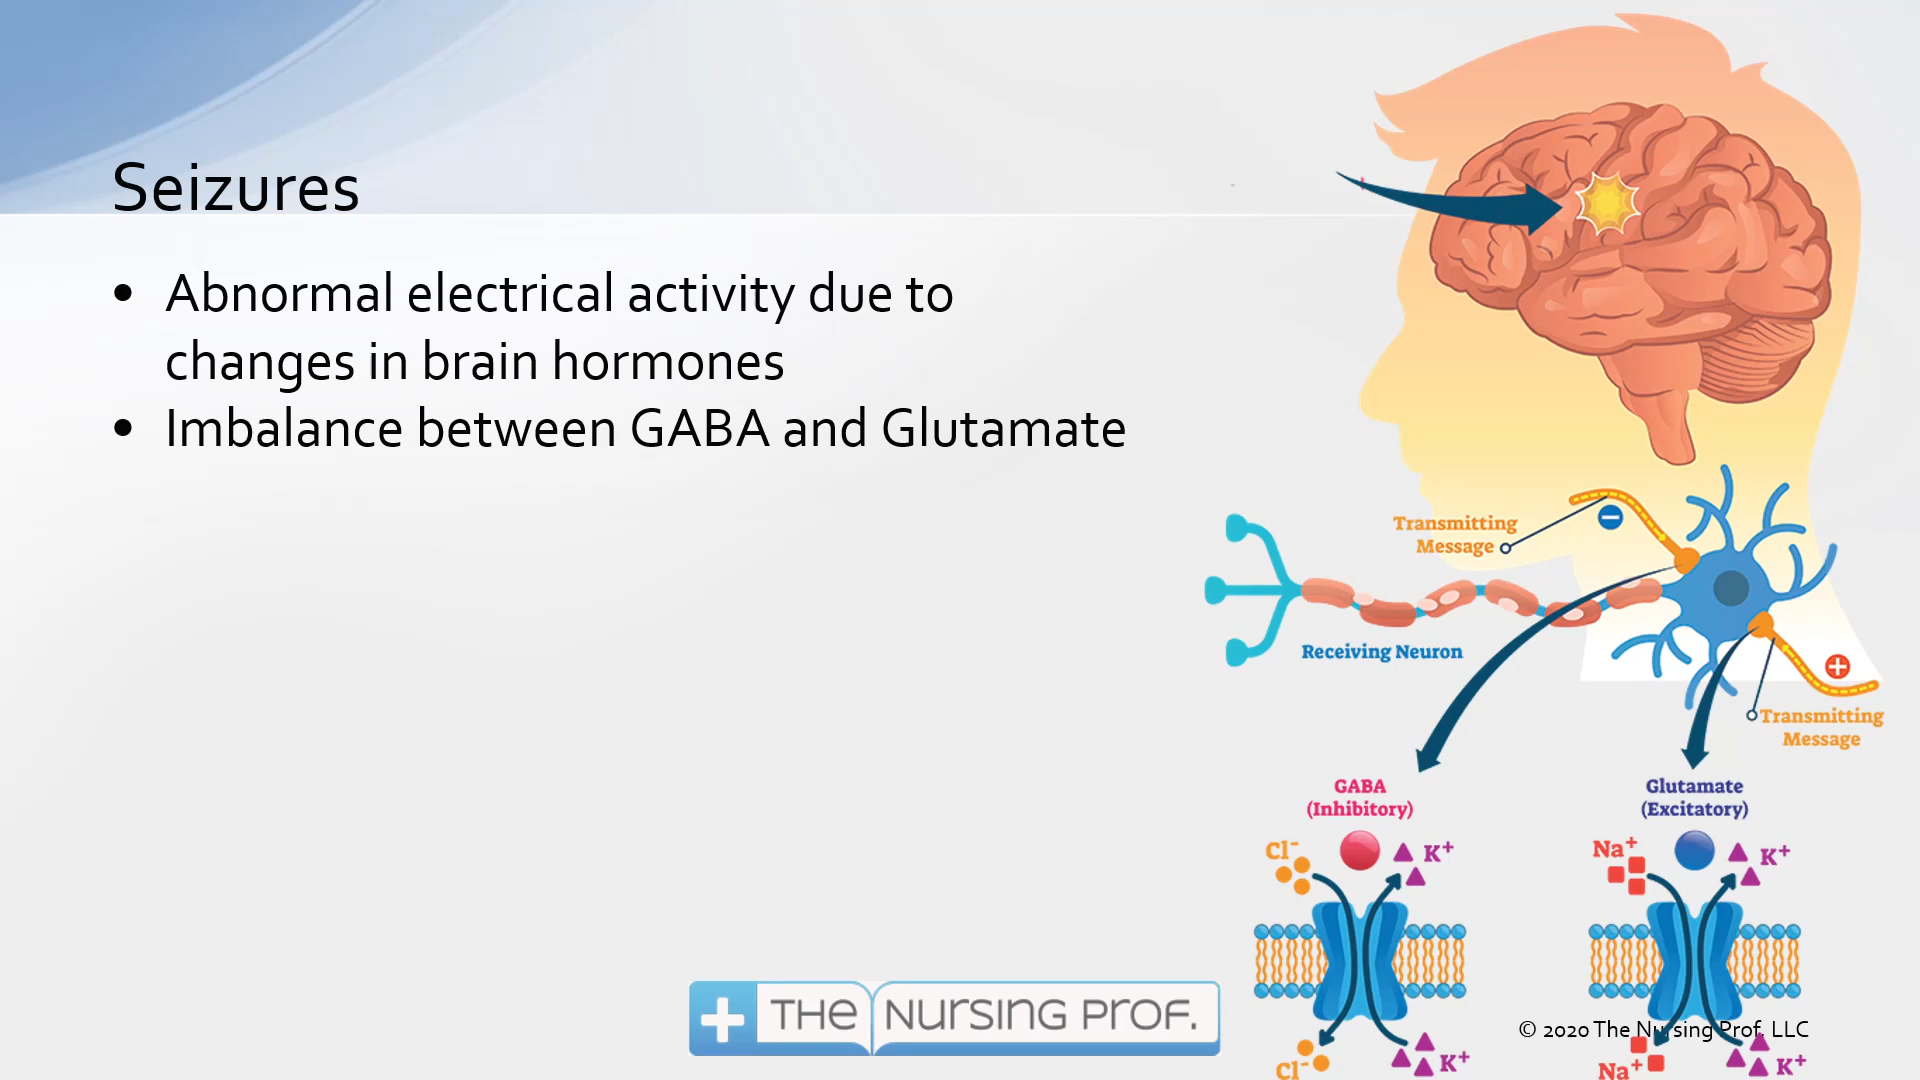 Seizures
• Abnormal electrical activity due to
changes in brain hormones
• Imbalance between GABA and Glutamate
Transmitting
Message
Receiving Neuron
Transmitting
Message
GABA
(Inhibitory)
Glutamate
(Excitatory)
Cl⁻
K⁺
Na⁺
K⁺
THE NURSING PROF.
© 2020 The Nursing Prof, LLC
Cl⁻
K⁺
Na⁺
K⁺